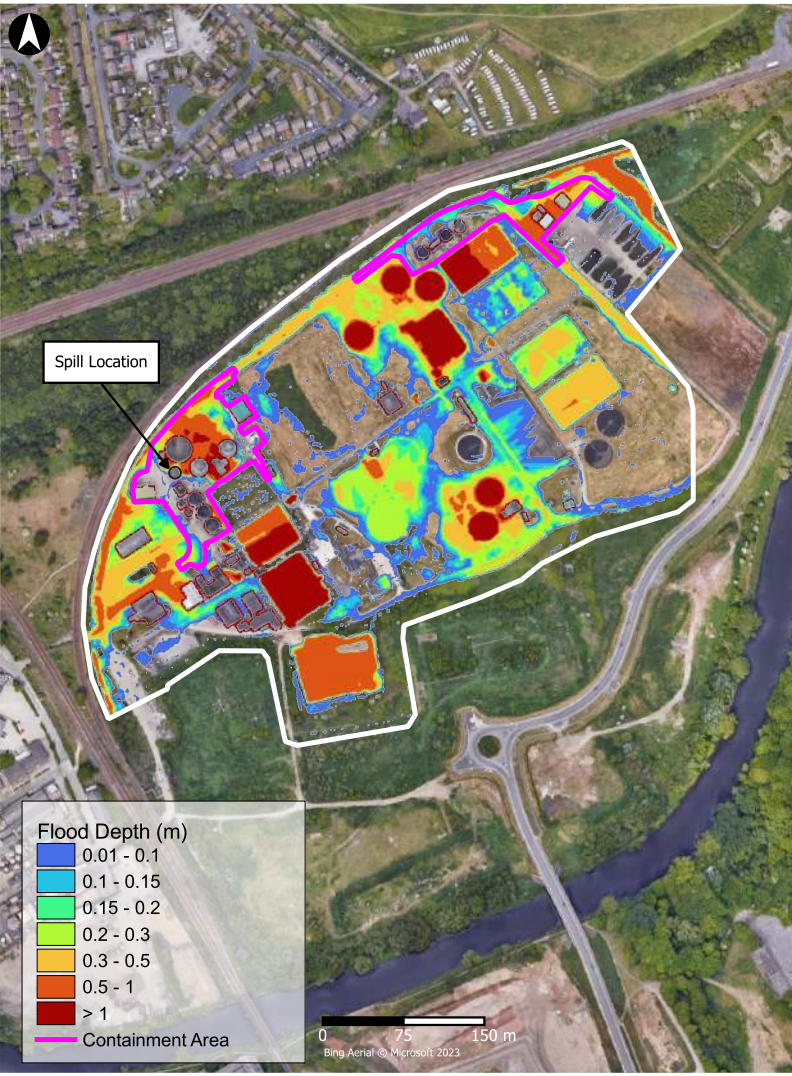 Spill Location
Flood Depth (m)
0.01 - 0.1
0.1 - 0.15
0.15 - 0.2
0.2 - 0.3
0.3 - 0.5
0.5 - 1
> 1
Containment Area
0 75 150 m
Bing Aerial © Microsoft 2023